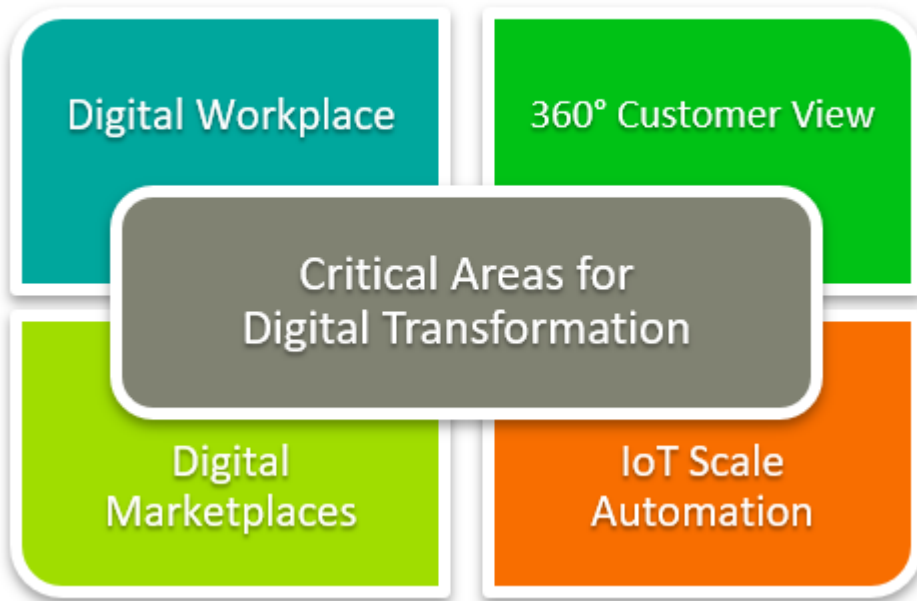 Digital Workplace
360° Customer View
Critical Areas for
Digital Transformation
Digital
Marketplaces
IoT Scale
Automation